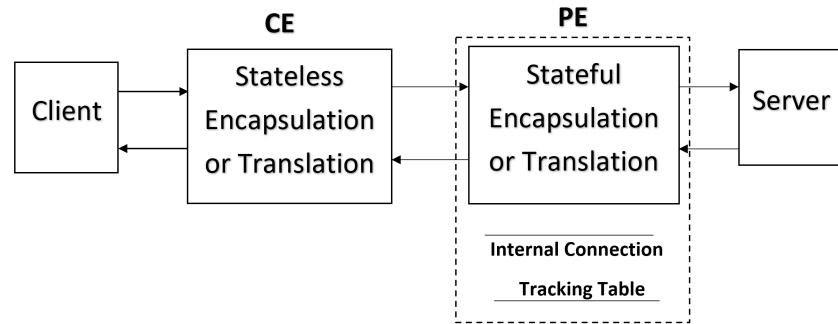 CE
PE
Client
Stateless
Encapsulation
or Translation
Stateful
Encapsulation
or Translation
Server
Internal Connection
Tracking Table